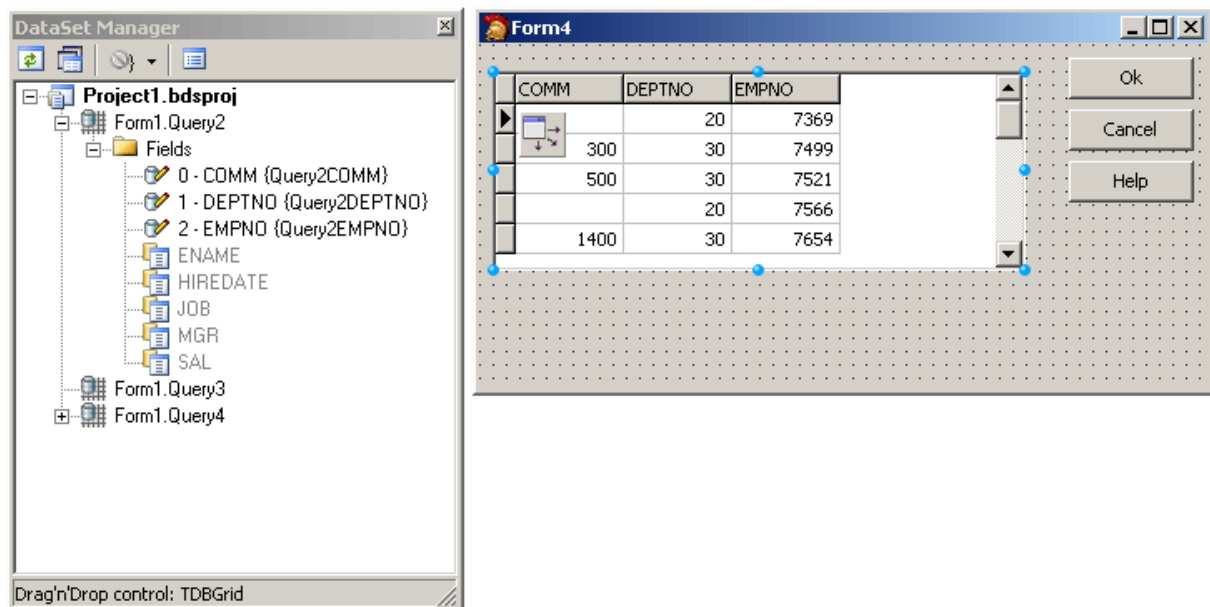 DataSet Manager
Project1.bdsproj
Form1.Query2
Fields
0 - COMM {Query2COMM}
1 - DEPTNO {Query2DEPTNO}
2 - EMPNO {Query2EMPNO}
ENAME
HIREDATE
JOB
MGR
SAL
Form1.Query3
Form1.Query4
Drag'n'Drop control: TDBGrid
Form4
COMM DEPTNO EMPNO
20 7369
300 30 7499
500 30 7521
20 7566
1400 30 7654
Ok
Cancel
Help